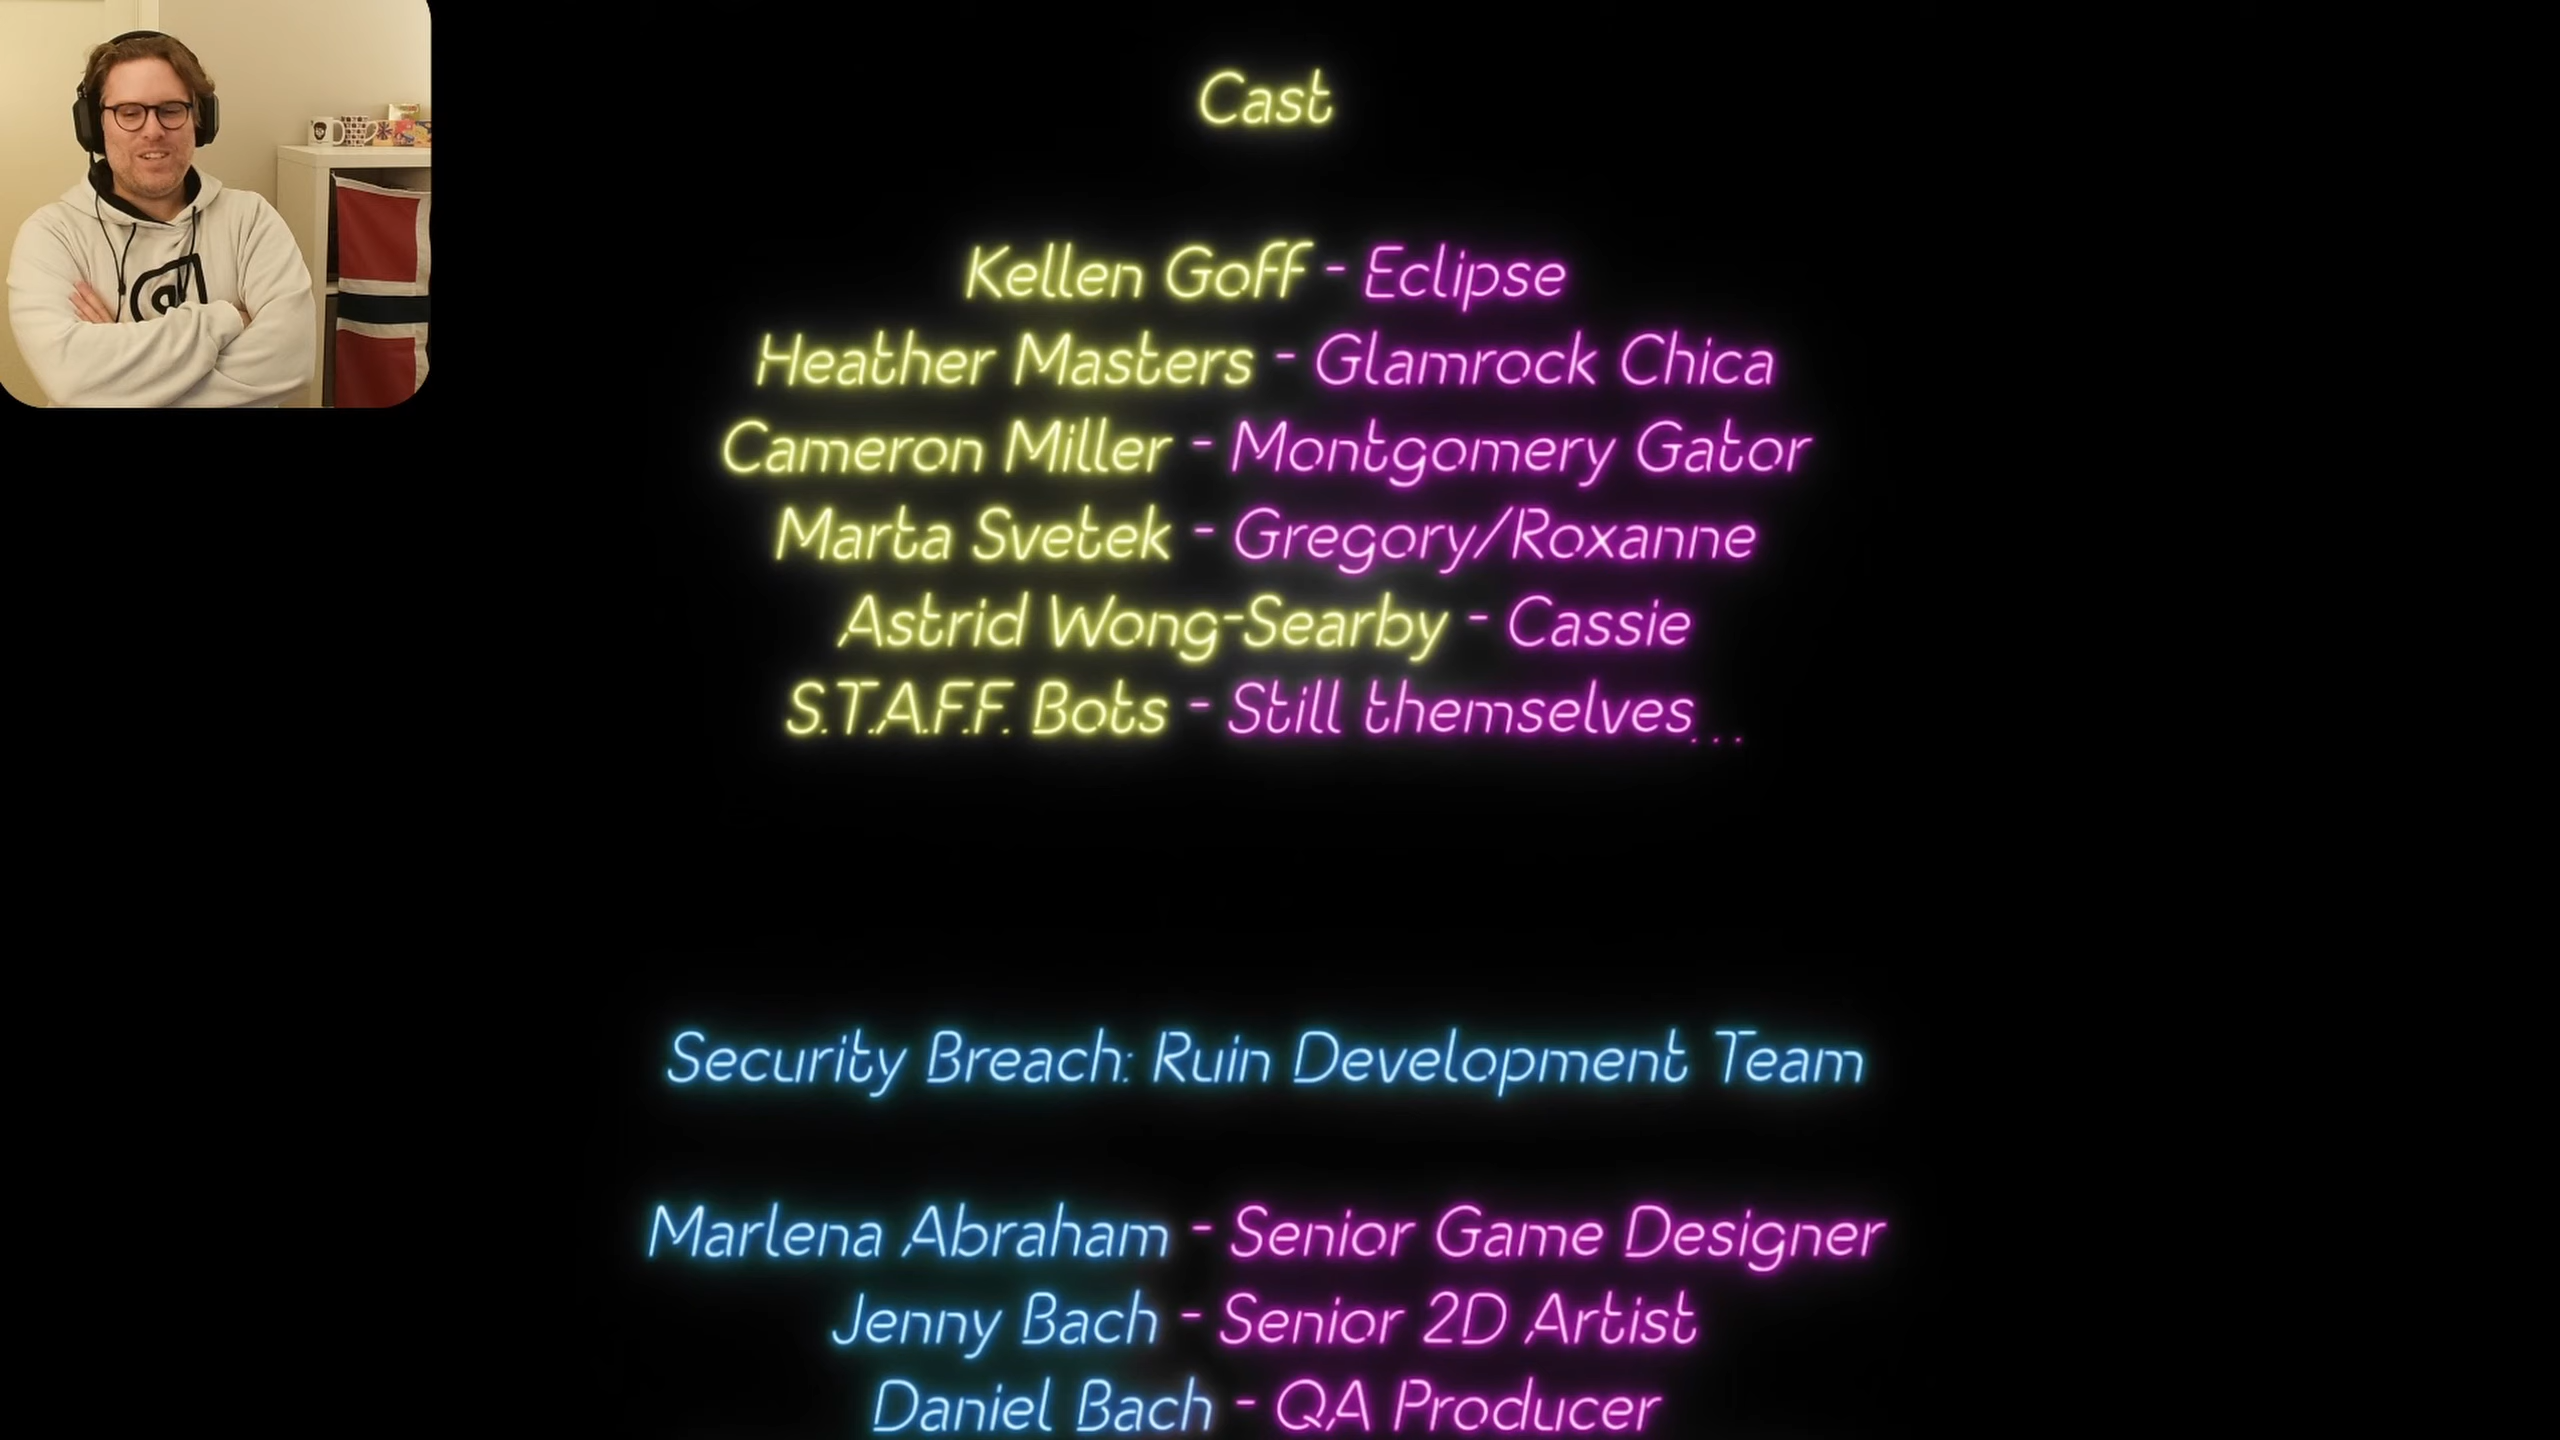 Cast
Kellen Goff - Eclipse
Heather Masters - Glamrock Chica
Cameron Miller - Montgomery Gator
Marta Svetek - Gregory/Roxanne
Astrid Wong-Searby - Cassie
S.T.A.F.F. Bots - Still themselves...
Security Breach: Ruin Development Team
Marlena Abraham - Senior Game Designer
Jenny Bach - Senior 2D Artist
Daniel Bach - QA Producer